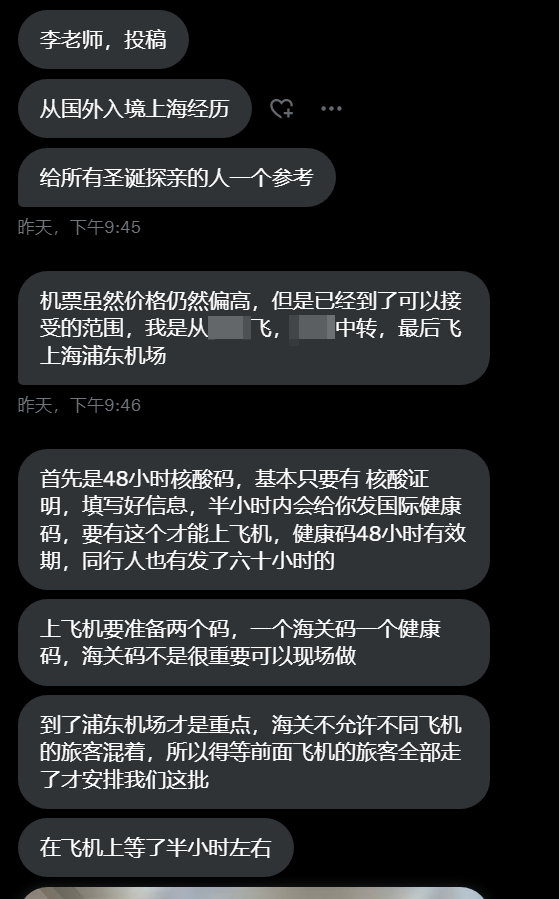 李老师，投稿
从国外入境上海经历
给所有圣诞探亲的人一个参考
昨天，下午9:45
机票虽然价格仍然偏高，但是已经到了可以接
受的范围，我是从飞，中转，最后飞
上海浦东机场
昨天，下午9:46
首先是48小时核酸码，基本只要有 核酸证
明，填写好信息，半小时内会给你发国际健康
码，要有这个才能上飞机，健康码48小时有效
期，同行人也有发了六十小时的
上飞机要准备两个码，一个海关码一个健康
码，海关码不是很重要可以现场做
到了浦东机场才是重点，海关不允许不同飞机
的旅客混着，所以得等前面飞机的旅客全部走
了才安排我们这批
在飞机上等了半小时左右